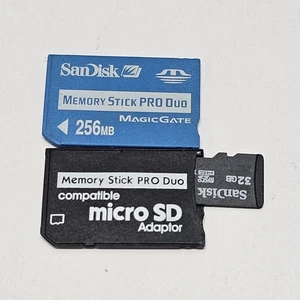 SanDisk
MEMORY STICK PRO DUO
MAGICGATE
256MB
Memory Stick PRO Duo
compatible
micro SD
Adaptor
SanDisk
32GB